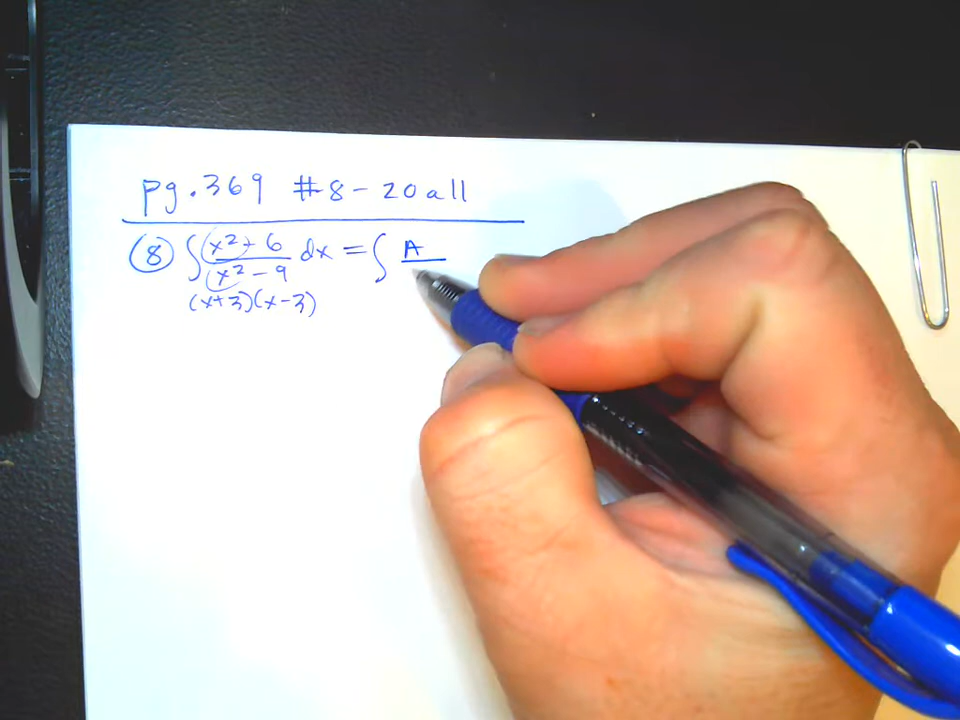 pg. 369 #8-20 all
⑧ ∫ (x²+6)/(x²-9) dx = ∫ A/
(x+3)(x-3)